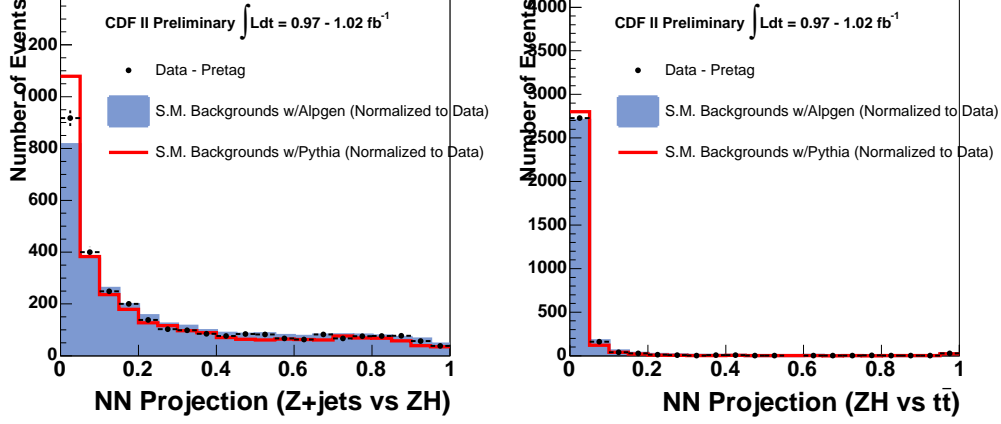 CDF II Preliminary ∫Ldt = 0.97 - 1.02 fb⁻¹
Data - Pretag
S.M. Backgrounds w/Alpgen (Normalized to Data)
S.M. Backgrounds w/Pythia (Normalized to Data)
Number of Events
1200
1000
800
600
400
200
0
0 0.2 0.4 0.6 0.8 1
NN Projection (Z+jets vs ZH)
CDF II Preliminary ∫Ldt = 0.97 - 1.02 fb⁻¹
Data - Pretag
S.M. Backgrounds w/Alpgen (Normalized to Data)
S.M. Backgrounds w/Pythia (Normalized to Data)
Number of Events
4000
3500
3000
2500
2000
1500
1000
500
0
0 0.2 0.4 0.6 0.8 1
NN Projection (ZH vs tt̄)